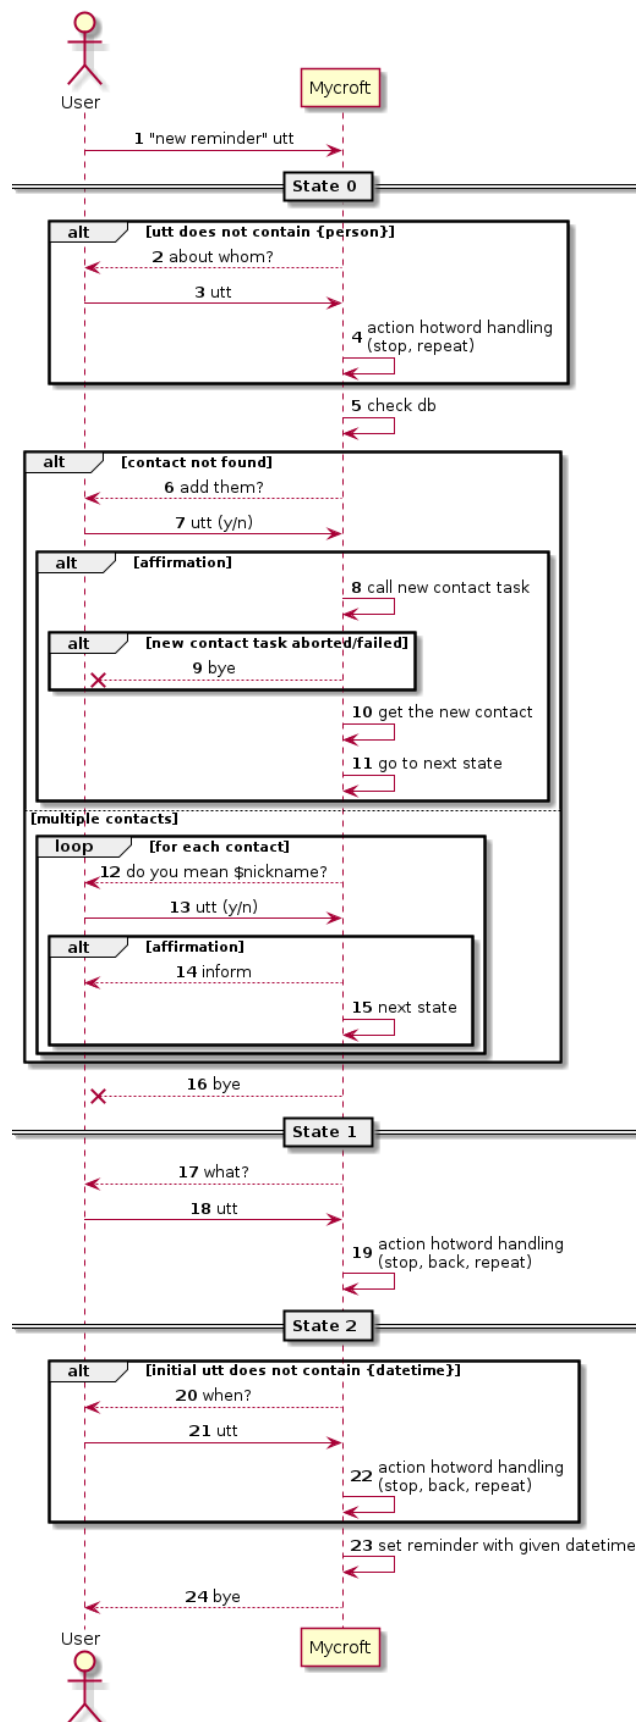 User
Mycroft
1 "new reminder" utt
State 0
alt [utt does not contain {person}]
2 about whom?
3 utt
4 action hotword handling
(stop, repeat)
5 check db
alt [contact not found]
6 add them?
7 utt (y/n)
alt [affirmation]
8 call new contact task
alt [new contact task aborted/failed]
9 bye
10 get the new contact
11 go to next state
[multiple contacts]
loop [for each contact]
12 do you mean $nickname?
13 utt (y/n)
alt [affirmation]
14 inform
15 next state
16 bye
State 1
17 what?
18 utt
19 action hotword handling
(stop, back, repeat)
State 2
alt [initial utt does not contain {datetime}]
20 when?
21 utt
22 action hotword handling
(stop, back, repeat)
23 set reminder with given datetime
24 bye
User
Mycroft